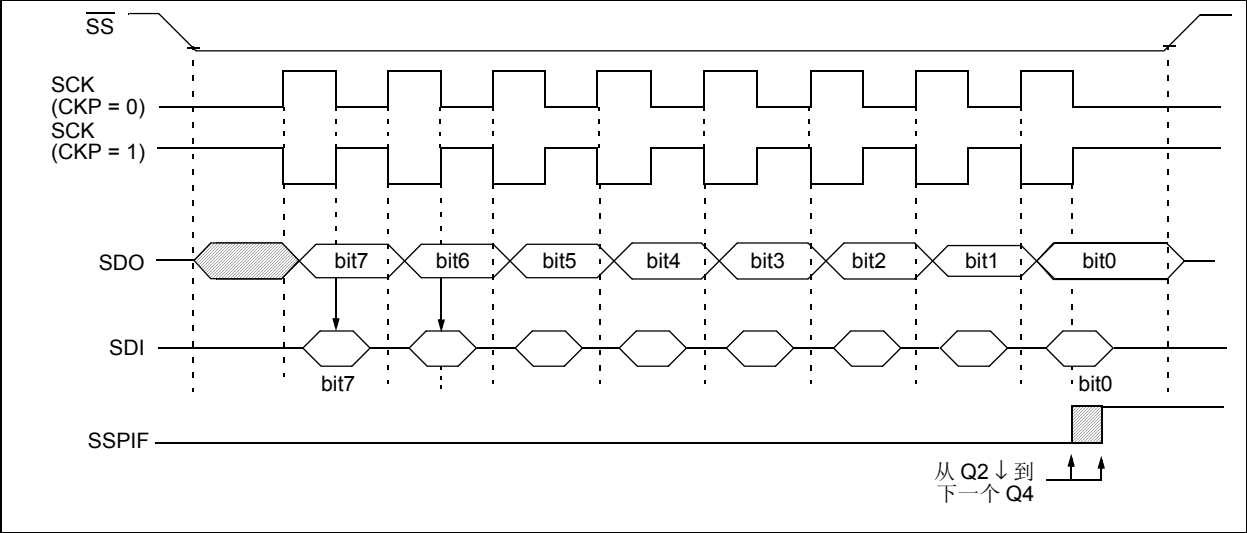 SS
SCK
(CKP = 0)
SCK
(CKP = 1)
SDO
bit7
bit6
bit5
bit4
bit3
bit2
bit1
bit0
SDI
bit7
bit0
SSPIF
从 Q2 ↓ 到
下一个 Q4